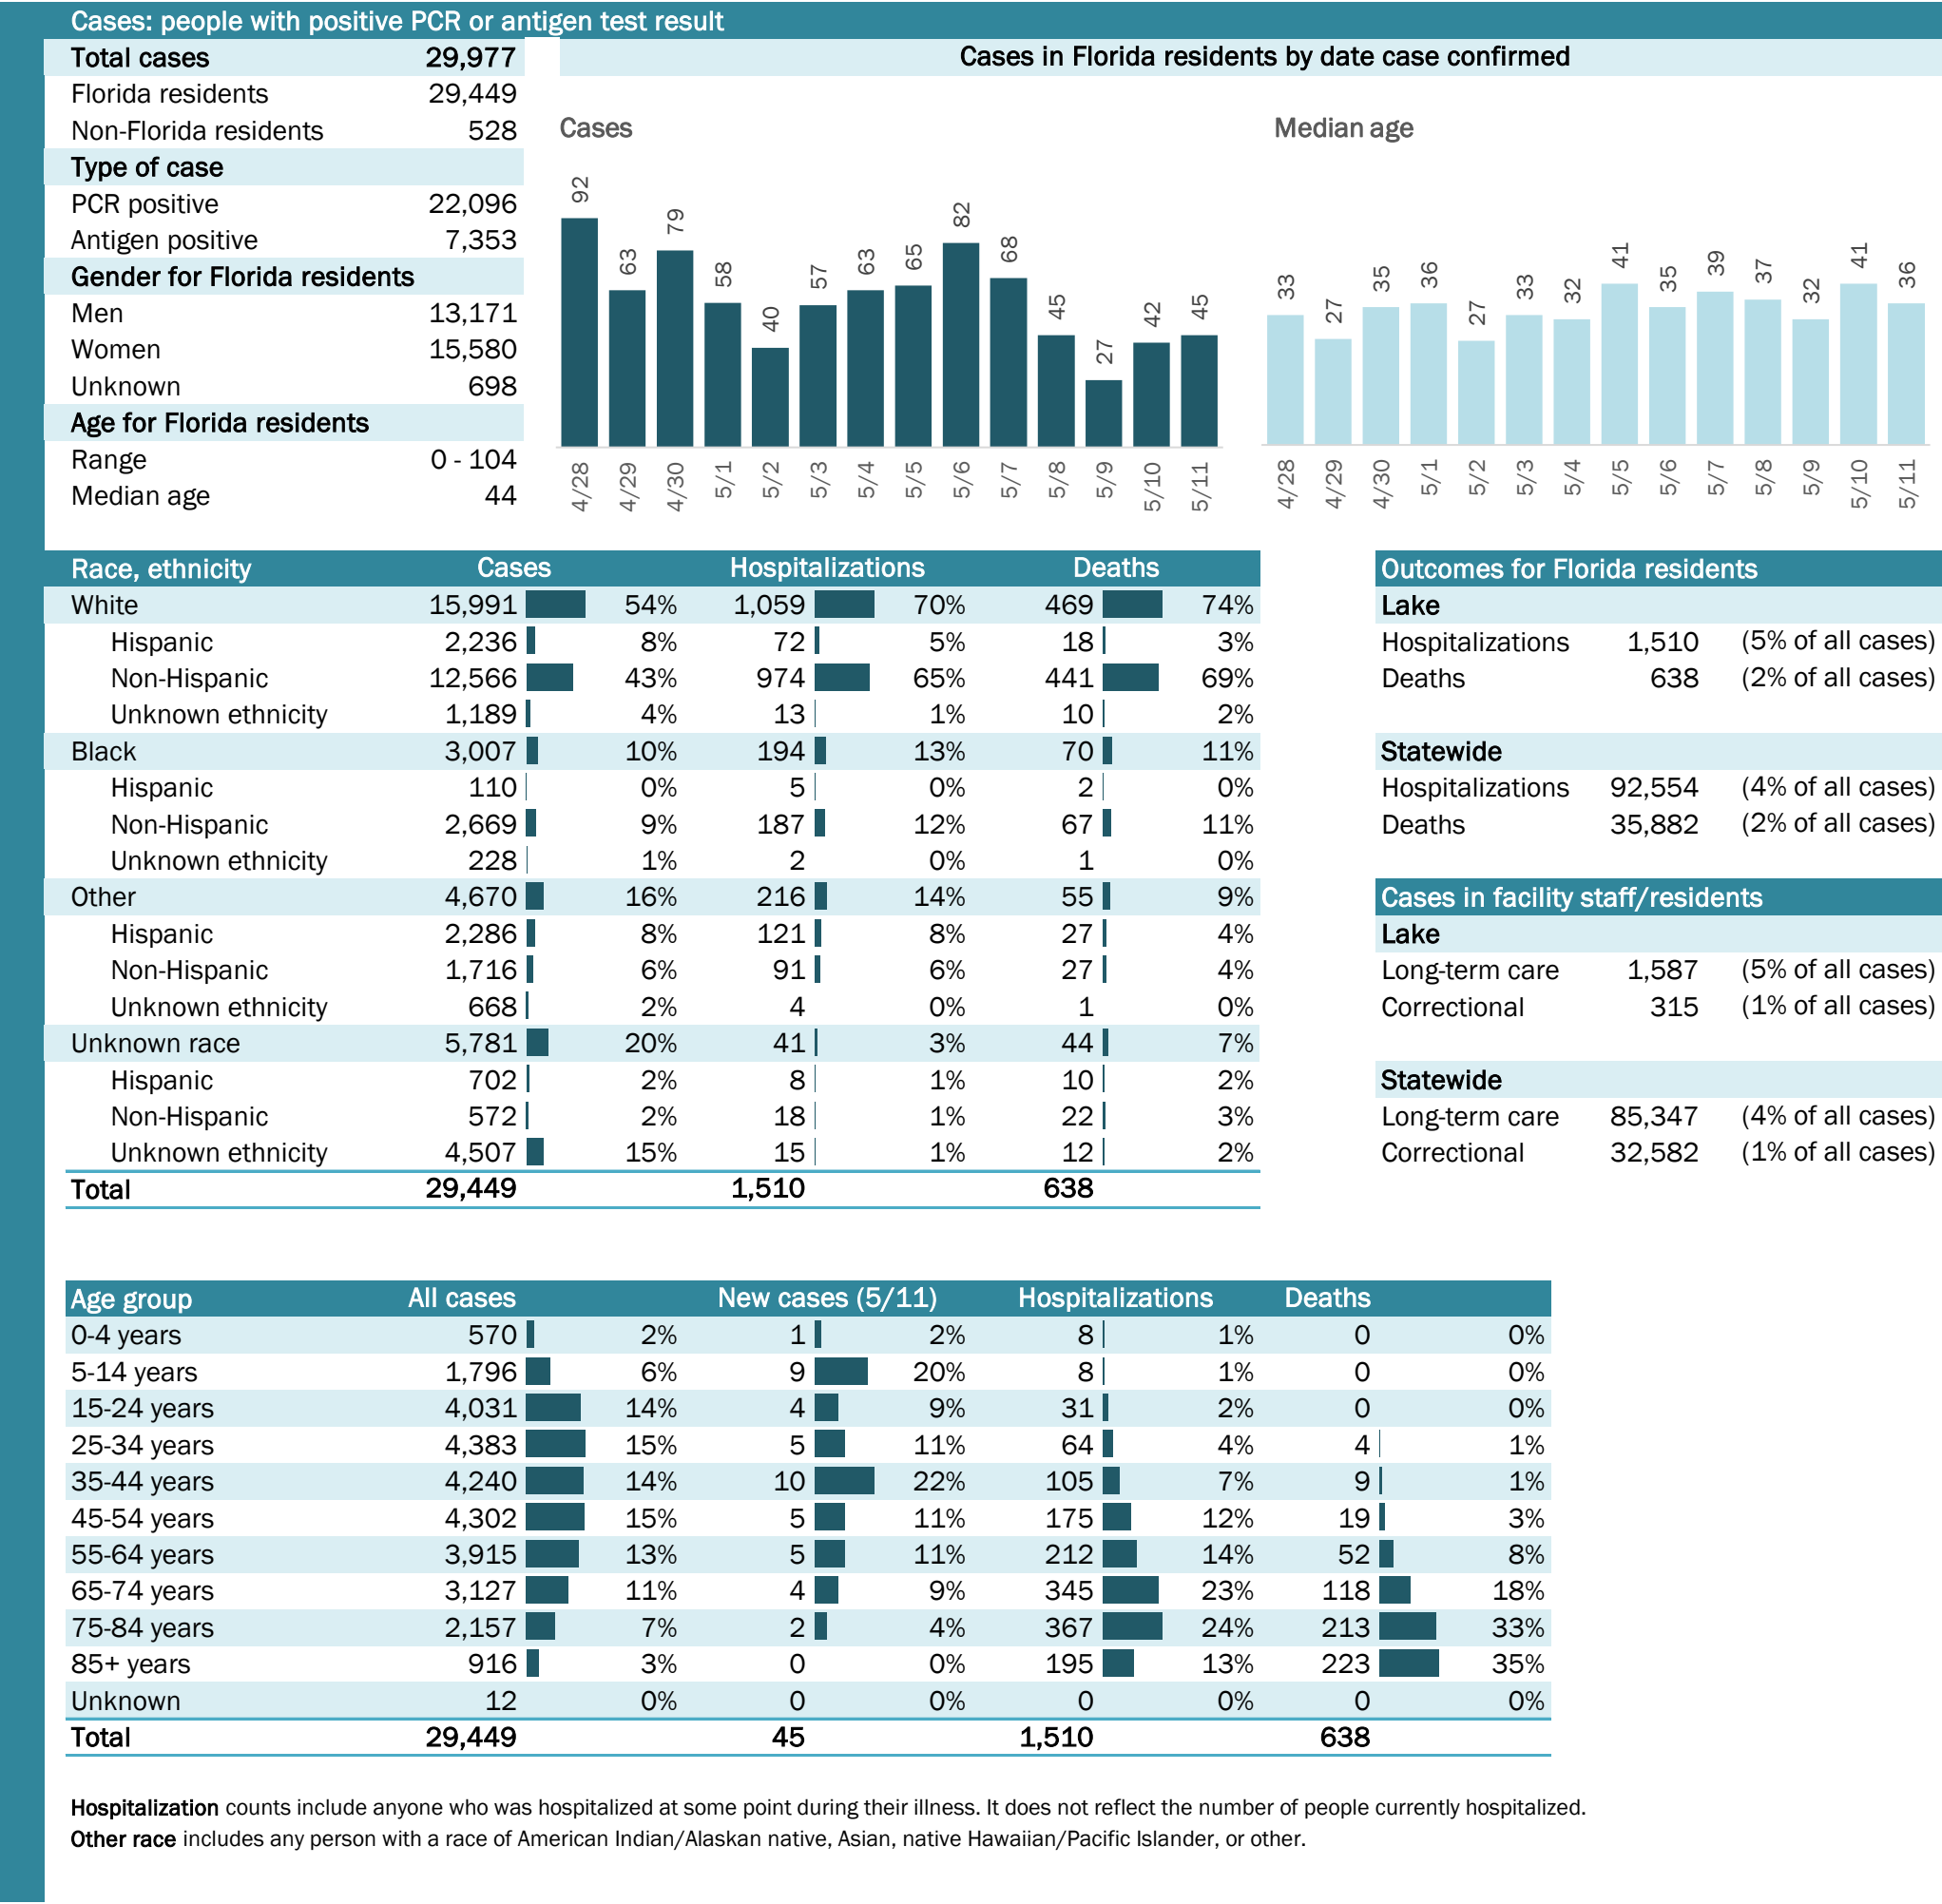 Cases: people with positive PCR or antigen test result
Total cases 29,977
Florida residents 29,449
Non-Florida residents 528
Type of case
PCR positive 22,096
Antigen positive 7,353
Gender for Florida residents
Men 13,171
Women 15,580
Unknown 698
Age for Florida residents
Range 0 - 104
Median age 44
Cases in Florida residents by date case confirmed
Cases
92 63 79 58 40 57 63 65 82 68 45 27 42 45
4/28 4/29 4/30 5/1 5/2 5/3 5/4 5/5 5/6 5/7 5/8 5/9 5/10 5/11
Median age
33 27 35 36 27 33 32 41 35 39 37 32 41 36
4/28 4/29 4/30 5/1 5/2 5/3 5/4 5/5 5/6 5/7 5/8 5/9 5/10 5/11
Race, ethnicity Cases Hospitalizations Deaths
White 15,991 54% 1,059 70% 469 74%
Hispanic 2,236 8% 72 5% 18 3%
Non-Hispanic 12,566 43% 974 65% 441 69%
Unknown ethnicity 1,189 4% 13 1% 10 2%
Black 3,007 10% 194 13% 70 11%
Hispanic 110 0% 5 0% 2 0%
Non-Hispanic 2,669 9% 187 12% 67 11%
Unknown ethnicity 228 1% 2 0% 1 0%
Other 4,670 16% 216 14% 55 9%
Hispanic 2,286 8% 121 8% 27 4%
Non-Hispanic 1,716 6% 91 6% 27 4%
Unknown ethnicity 668 2% 4 0% 1 0%
Unknown race 5,781 20% 41 3% 44 7%
Hispanic 702 2% 8 1% 10 2%
Non-Hispanic 572 2% 18 1% 22 3%
Unknown ethnicity 4,507 15% 15 1% 12 2%
Total 29,449 1,510 638
Outcomes for Florida residents
Lake
Hospitalizations 1,510 (5% of all cases)
Deaths 638 (2% of all cases)
Statewide
Hospitalizations 92,554 (4% of all cases)
Deaths 35,882 (2% of all cases)
Cases in facility staff/residents
Lake
Long-term care 1,587 (5% of all cases)
Correctional 315 (1% of all cases)
Statewide
Long-term care 85,347 (4% of all cases)
Correctional 32,582 (1% of all cases)
Age group All cases New cases (5/11) Hospitalizations Deaths
0-4 years 570 2% 1 2% 8 1% 0 0%
5-14 years 1,796 6% 9 20% 8 1% 0 0%
15-24 years 4,031 14% 4 9% 31 2% 0 0%
25-34 years 4,383 15% 5 11% 64 4% 4 1%
35-44 years 4,240 14% 10 22% 105 7% 9 1%
45-54 years 4,302 15% 5 11% 175 12% 19 3%
55-64 years 3,915 13% 5 11% 212 14% 52 8%
65-74 years 3,127 11% 4 9% 345 23% 118 18%
75-84 years 2,157 7% 2 4% 367 24% 213 33%
85+ years 916 3% 0 0% 195 13% 223 35%
Unknown 12 0% 0 0% 0 0% 0 0%
Total 29,449 45 1,510 638
Hospitalization counts include anyone who was hospitalized at some point during their illness. It does not reflect the number of people currently hospitalized.
Other race includes any person with a race of American Indian/Alaskan native, Asian, native Hawaiian/Pacific Islander, or other.